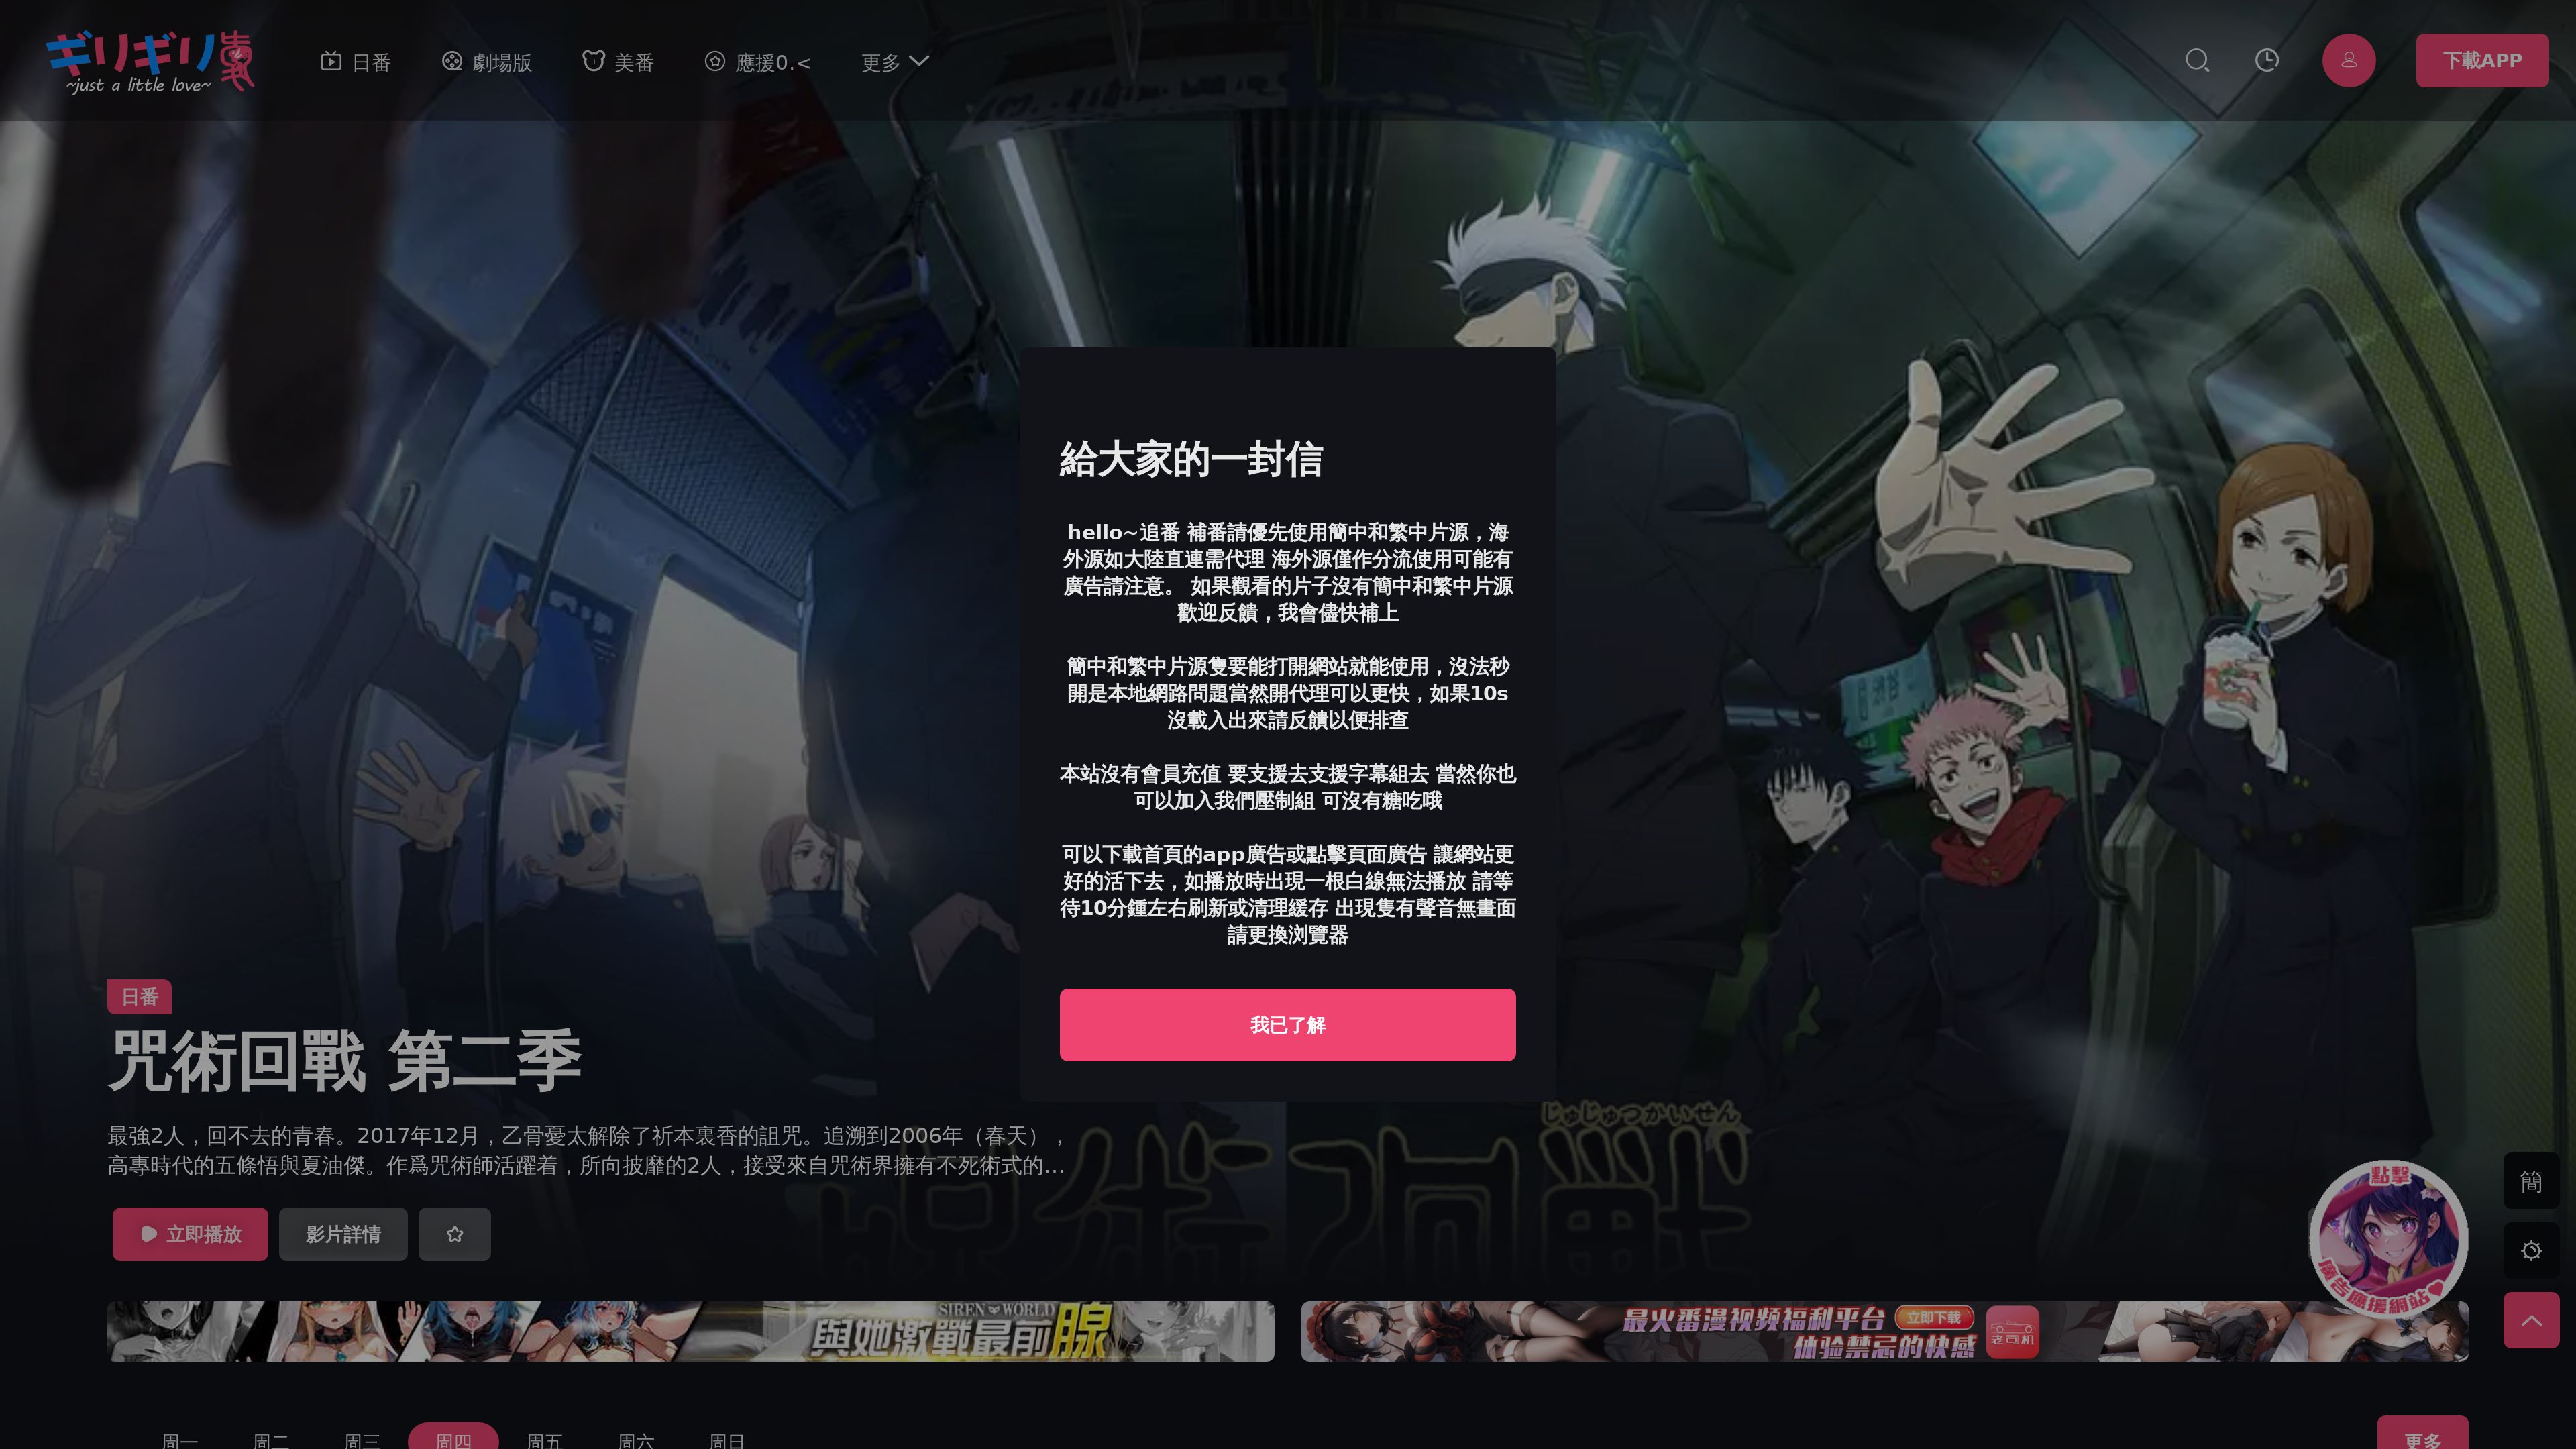 ギリギリ愛
~just a little love~
日番
劇場版
美番
應援0.<
更多
下載APP
給大家的一封信
hello~追番 補番請優先使用簡中和繁中片源，海
外源如大陸直連需代理 海外源僅作分流使用可能有
廣告請注意。 如果觀看的片子沒有簡中和繁中片源
歡迎反饋，我會儘快補上
簡中和繁中片源隻要能打開網站就能使用，沒法秒
開是本地網路問題當然開代理可以更快，如果10s
沒載入出來請反饋以便排查
本站沒有會員充值 要支援去支援字幕組去 當然你也
可以加入我們壓制組 可沒有糖吃哦
可以下載首頁的app廣告或點擊頁面廣告 讓網站更
好的活下去，如播放時出現一根白線無法播放 請等
待10分鍾左右刷新或清理緩存 出現隻有聲音無畫面
請更換浏覽器
我已了解
日番
咒術回戰 第二季
最強2人，回不去的青春。2017年12月，乙骨憂太解除了祈本裏香的詛咒。追溯到2006年（春天），
高專時代的五條悟與夏油傑。作爲咒術師活躍着，所向披靡的2人，接受來自咒術界擁有不死術式的...
立即播放
影片詳情
じゅじゅつかいせん
呪術廻戦
簡
點擊
廣告應援網站
SIREN WORLD
與她激戰最前腺
最火番漫视频福利平台
立即下载
体验禁忌的快感
老司机
周一
周二
周三
周四
周五
周六
周日
更多